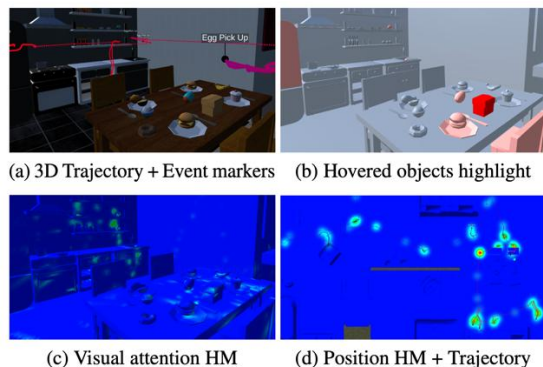 Egg Pick Up
(a) 3D Trajectory + Event markers
(b) Hovered objects highlight
(c) Visual attention HM
(d) Position HM + Trajectory